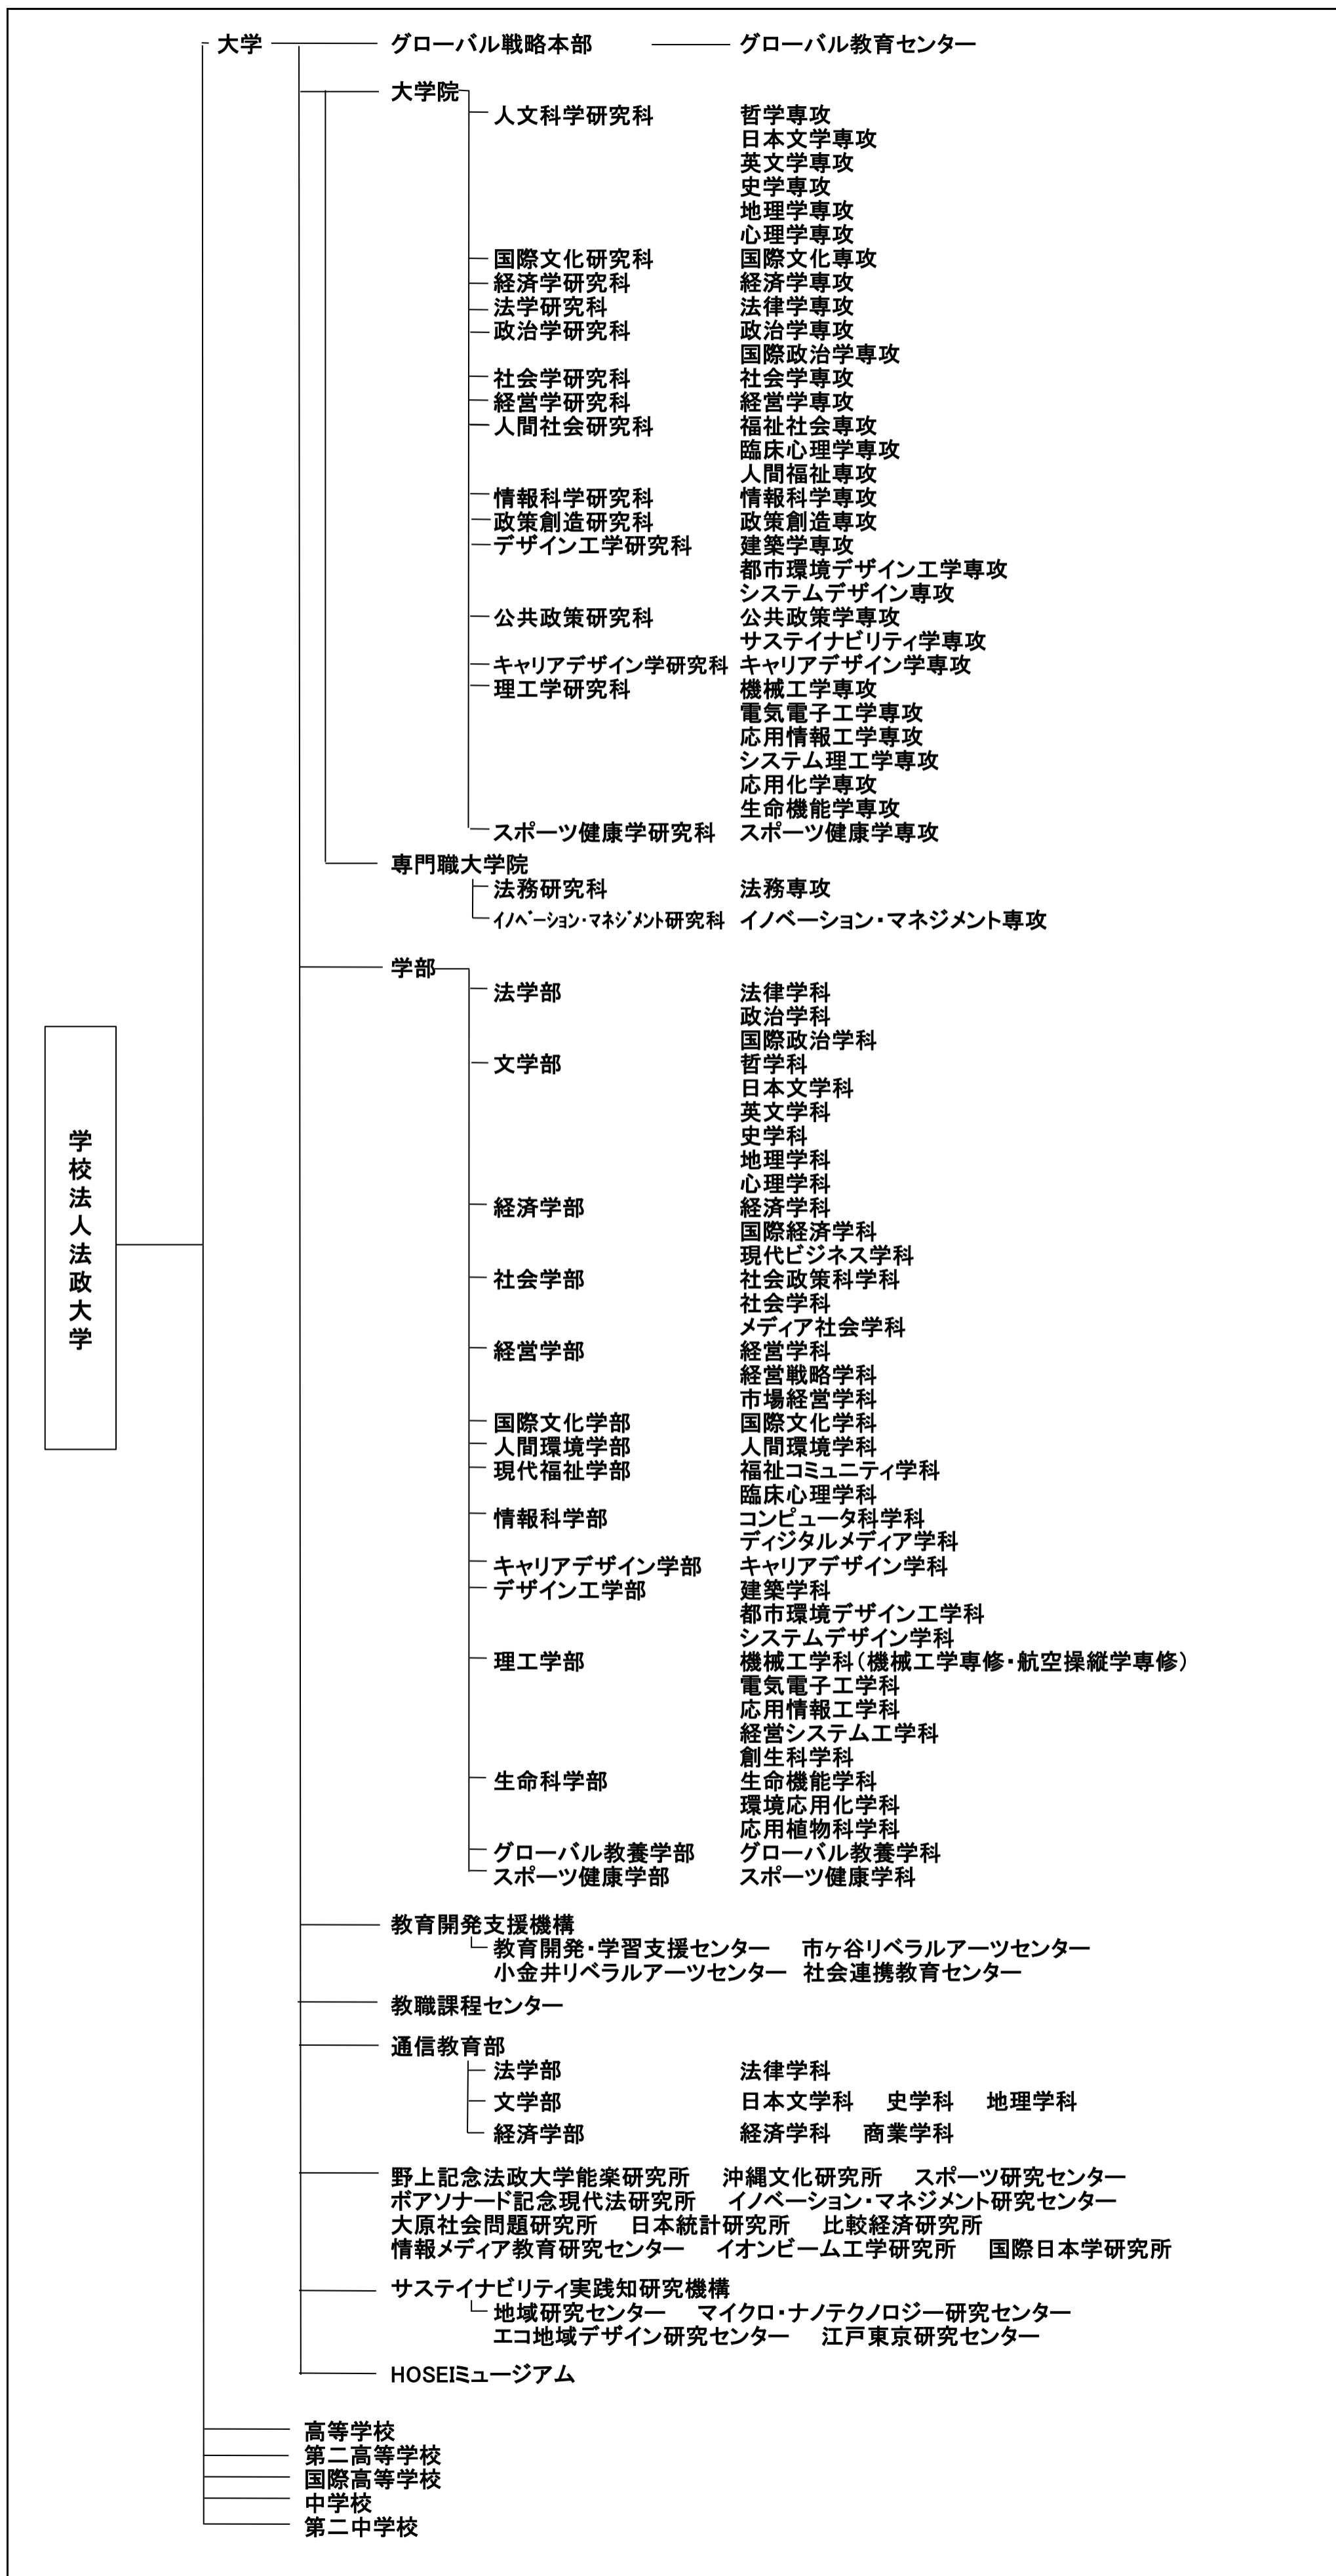 大学 グローバル戦略本部 グローバル教育センター
大学院
人文科学研究科 哲学専攻
日本文学専攻
英文学専攻
史学専攻
地理学専攻
心理学専攻
国際文化研究科 国際文化専攻
経済学研究科 経済学専攻
法学研究科 法律学専攻
政治学研究科 政治学専攻
国際政治学専攻
社会学研究科 社会学専攻
経営学研究科 経営学専攻
人間社会研究科 福祉社会専攻
臨床心理学専攻
人間福祉専攻
情報科学研究科 情報科学専攻
政策創造研究科 政策創造専攻
デザイン工学研究科 建築学専攻
都市環境デザイン工学専攻
システムデザイン専攻
公共政策研究科 公共政策学専攻
サステイナビリティ学専攻
キャリアデザイン学研究科 キャリアデザイン学専攻
理工学研究科 機械工学専攻
電気電子工学専攻
応用情報工学専攻
システム理工学専攻
応用化学専攻
生命機能学専攻
スポーツ健康学研究科 スポーツ健康学専攻
専門職大学院
法務研究科 法務専攻
ｲﾉﾍﾞｰｼｮﾝ･ﾏﾈｼﾞﾒﾝﾄ研究科 イノベーション・マネジメント専攻
学部
法学部 法律学科
政治学科
国際政治学科
文学部 哲学科
日本文学科
英文学科
史学科
地理学科
心理学科
経済学部 経済学科
国際経済学科
現代ビジネス学科
社会学部 社会政策科学科
社会学科
メディア社会学科
経営学部 経営学科
経営戦略学科
市場経営学科
国際文化学部 国際文化学科
人間環境学部 人間環境学科
現代福祉学部 福祉コミュニティ学科
臨床心理学科
情報科学部 コンピュータ科学科
ディジタルメディア学科
キャリアデザイン学部 キャリアデザイン学科
デザイン工学部 建築学科
都市環境デザイン工学科
システムデザイン学科
理工学部 機械工学科（機械工学専修・航空操縦学専修）
電気電子工学科
応用情報工学科
経営システム工学科
創生科学科
生命科学部 生命機能学科
環境応用化学科
応用植物科学科
グローバル教養学部 グローバル教養学科
スポーツ健康学部 スポーツ健康学科
教育開発支援機構
教育開発・学習支援センター 市ヶ谷リベラルアーツセンター
小金井リベラルアーツセンター 社会連携教育センター
教職課程センター
通信教育部
法学部 法律学科
文学部 日本文学科 史学科 地理学科
経済学部 経済学科 商業学科
野上記念法政大学能楽研究所 沖縄文化研究所 スポーツ研究センター
ボアソナード記念現代法研究所 イノベーション・マネジメント研究センター
大原社会問題研究所 日本統計研究所 比較経済研究所
情報メディア教育研究センター イオンビーム工学研究所 国際日本学研究所
サステイナビリティ実践知研究機構
地域研究センター マイクロ・ナノテクノロジー研究センター
エコ地域デザイン研究センター 江戸東京研究センター
HOSEIミュージアム
高等学校
第二高等学校
国際高等学校
中学校
第二中学校
学校法人法政大学